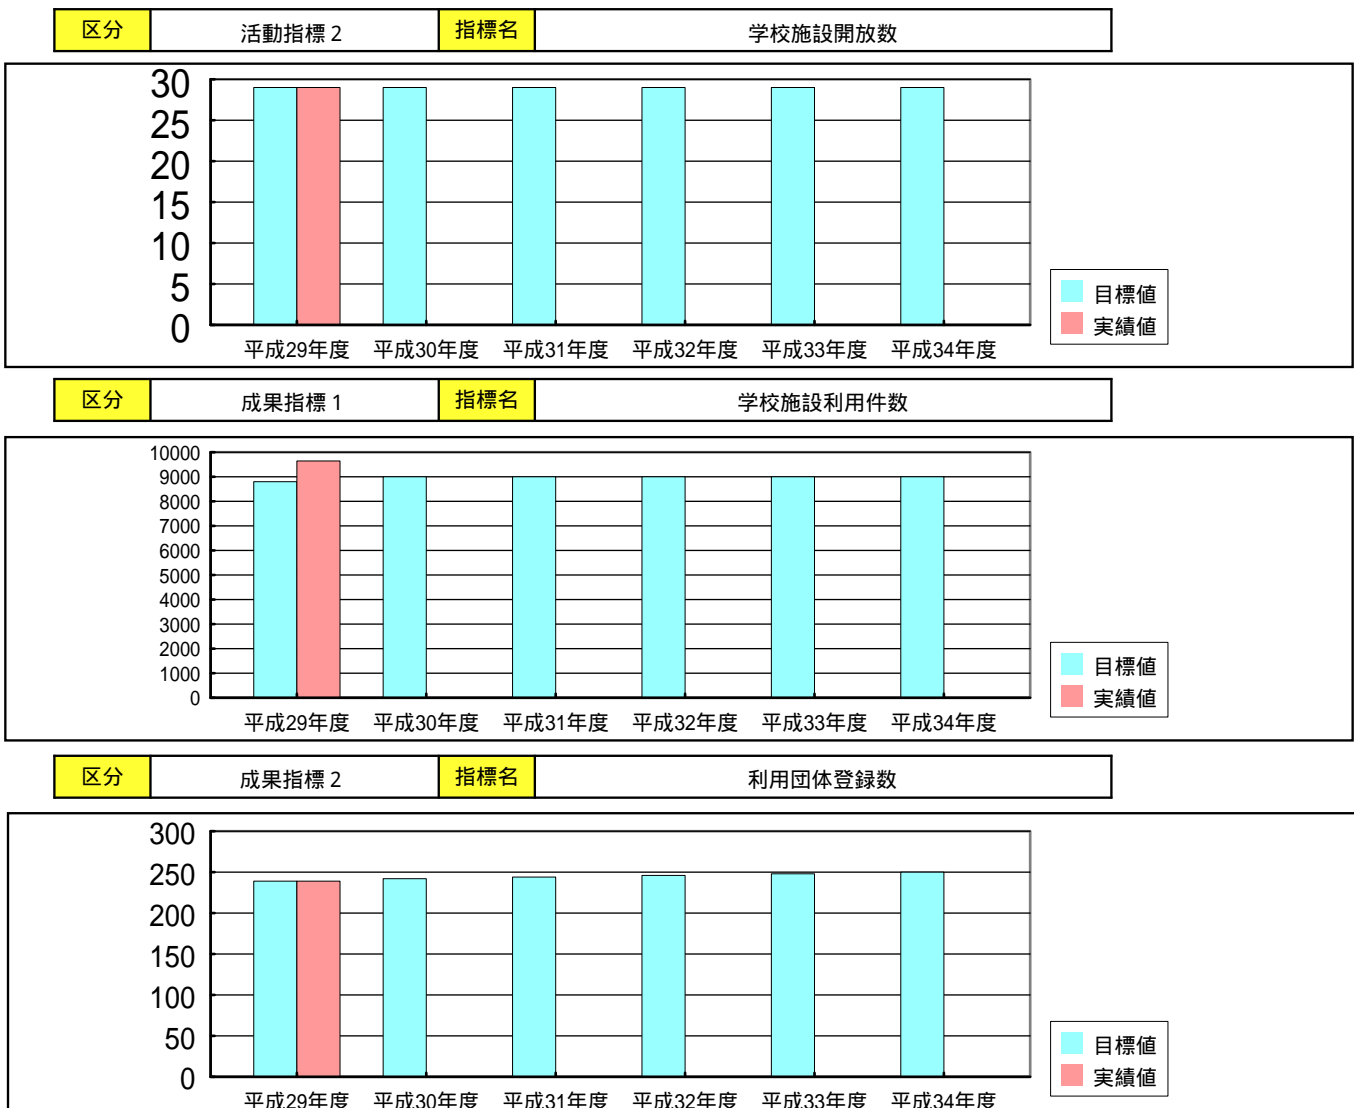 区分 活動指標２ 指標名 学校施設開放数
30
25
20
15
10
5
0
平成29年度 平成30年度 平成31年度 平成32年度 平成33年度 平成34年度
目標値
実績値
区分 成果指標１ 指標名 学校施設利用件数
10000
9000
8000
7000
6000
5000
4000
3000
2000
1000
0
平成29年度 平成30年度 平成31年度 平成32年度 平成33年度 平成34年度
目標値
実績値
区分 成果指標２ 指標名 利用団体登録数
300
250
200
150
100
50
0
平成29年度 平成30年度 平成31年度 平成32年度 平成33年度 平成34年度
目標値
実績値